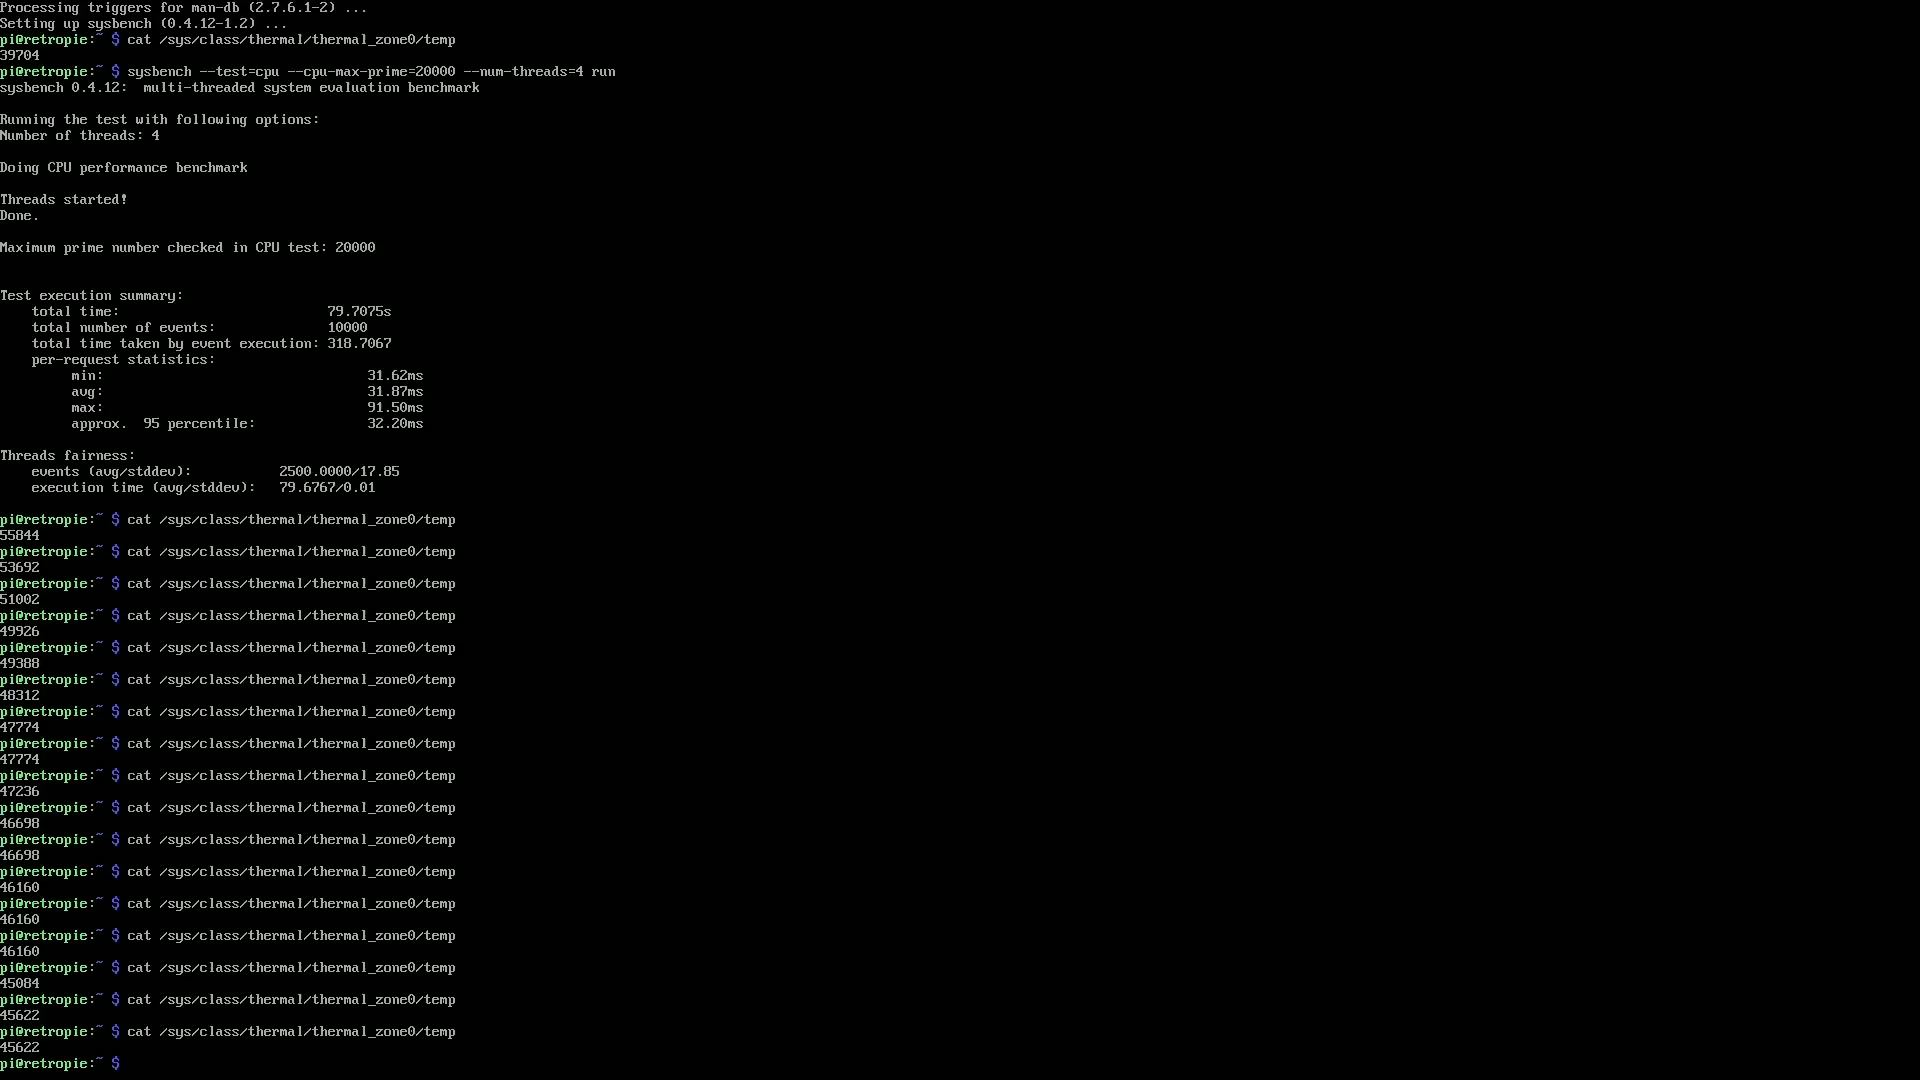 Processing triggers for man-db (2.7.6.1-2) ...
Setting up sysbench (0.4.12-1.2) ...
pi@retropie:~ $ cat /sys/class/thermal/thermal_zone0/temp
39704
pi@retropie:~ $ sysbench --test=cpu --cpu-max-prime=20000 --num-threads=4 run
sysbench 0.4.12:  multi-threaded system evaluation benchmark
Running the test with following options:
Number of threads: 4
Doing CPU performance benchmark
Threads started!
Done.
Maximum prime number checked in CPU test: 20000
Test execution summary:
    total time:                          79.7075s
    total number of events:              10000
    total time taken by event execution: 318.7067
    per-request statistics:
         min:                                 31.62ms
         avg:                                 31.87ms
         max:                                 91.50ms
         approx.  95 percentile:              32.20ms
Threads fairness:
    events (avg/stddev):           2500.0000/17.85
    execution time (avg/stddev):   79.6767/0.01
pi@retropie:~ $ cat /sys/class/thermal/thermal_zone0/temp
55844
pi@retropie:~ $ cat /sys/class/thermal/thermal_zone0/temp
53692
pi@retropie:~ $ cat /sys/class/thermal/thermal_zone0/temp
51002
pi@retropie:~ $ cat /sys/class/thermal/thermal_zone0/temp
49926
pi@retropie:~ $ cat /sys/class/thermal/thermal_zone0/temp
49388
pi@retropie:~ $ cat /sys/class/thermal/thermal_zone0/temp
48312
pi@retropie:~ $ cat /sys/class/thermal/thermal_zone0/temp
47774
pi@retropie:~ $ cat /sys/class/thermal/thermal_zone0/temp
47774
pi@retropie:~ $ cat /sys/class/thermal/thermal_zone0/temp
47236
pi@retropie:~ $ cat /sys/class/thermal/thermal_zone0/temp
46698
pi@retropie:~ $ cat /sys/class/thermal/thermal_zone0/temp
46698
pi@retropie:~ $ cat /sys/class/thermal/thermal_zone0/temp
46160
pi@retropie:~ $ cat /sys/class/thermal/thermal_zone0/temp
46160
pi@retropie:~ $ cat /sys/class/thermal/thermal_zone0/temp
46160
pi@retropie:~ $ cat /sys/class/thermal/thermal_zone0/temp
45084
pi@retropie:~ $ cat /sys/class/thermal/thermal_zone0/temp
45622
pi@retropie:~ $ cat /sys/class/thermal/thermal_zone0/temp
45622
pi@retropie:~ $